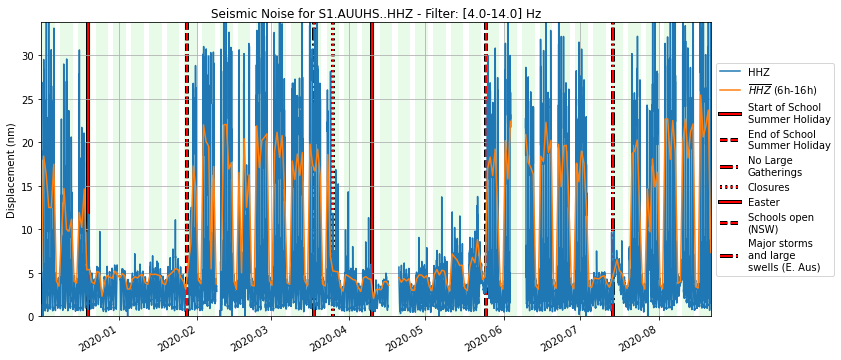 Seismic Noise for S1.AUUHS..HHZ - Filter: [4.0-14.0] Hz
Displacement (nm)
30
25
20
15
10
5
0
2020-01
2020-02
2020-03
2020-04
2020-05
2020-06
2020-07
2020-08
HHZ
HHZ (6h-16h)
Start of School
Summer Holiday
End of School
Summer Holiday
No Large
Gatherings
Closures
Easter
Schools open
(NSW)
Major storms
and large
swells (E. Aus)